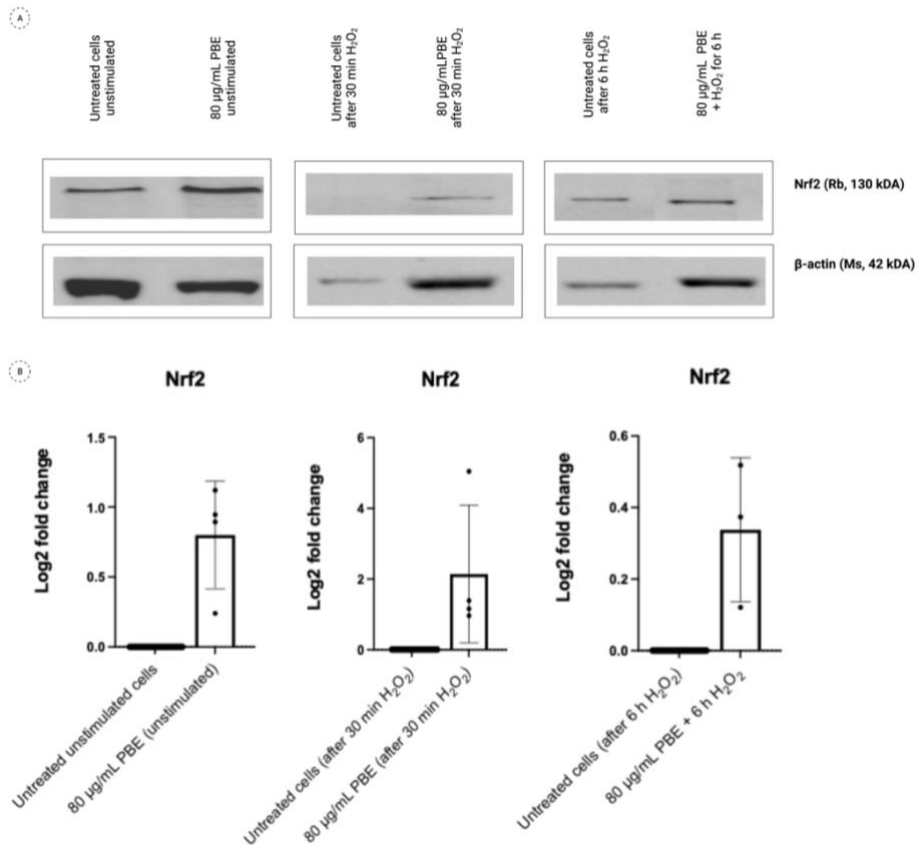 A
Untreated cells
unstimulated
80 µg/mL PBE
unstimulated
Untreated cells
after 30 min H₂O₂
80 µg/mLPBE
after 30 min H₂O₂
Untreated cells
after 6 h H₂O₂
80 µg/mL PBE
+ H₂O₂ for 6 h
Nrf2 (Rb, 130 kDA)
β-actin (Ms, 42 kDA)
B
Nrf2
Log2 fold change
1.5
1.0
0.5
0.0
Untreated unstimulated cells
80 µg/mL PBE (unstimulated)
Nrf2
Log2 fold change
6
4
2
0
Untreated cells (after 30 min H₂O₂)
80 µg/mL PBE (after 30 min H₂O₂)
Nrf2
Log2 fold change
0.6
0.4
0.2
0.0
Untreated cells (after 6 h H₂O₂)
80 µg/mL PBE + 6 h H₂O₂